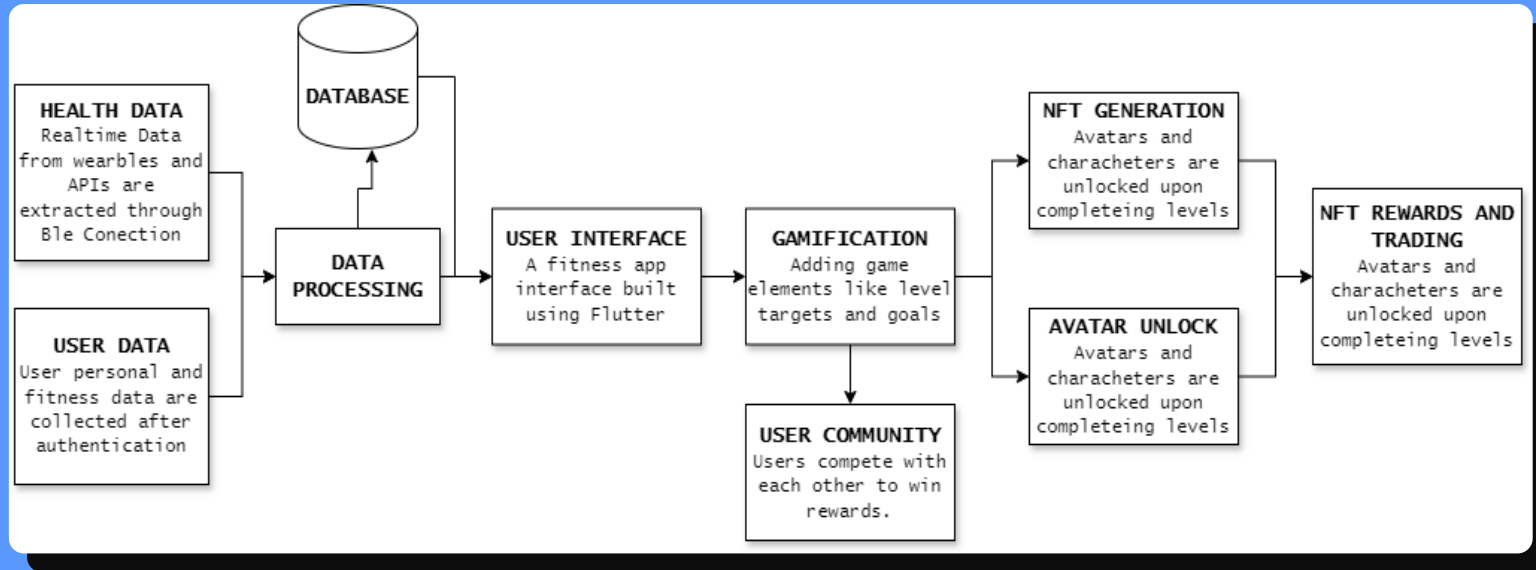 DATABASE
HEALTH DATA
Realtime Data
from wearbles and
APIs are
extracted through
Ble Conection
USER DATA
User personal and
fitness data are
collected after
authentication
DATA
PROCESSING
USER INTERFACE
A fitness app
interface built
using Flutter
GAMIFICATION
Adding game
elements like level
targets and goals
USER COMMUNITY
Users compete with
each other to win
rewards.
NFT GENERATION
Avatars and
characheters are
unlocked upon
completeing levels
AVATAR UNLOCK
Avatars and
characheters are
unlocked upon
completeing levels
NFT REWARDS AND
TRADING
Avatars and
characheters are
unlocked upon
completeing levels